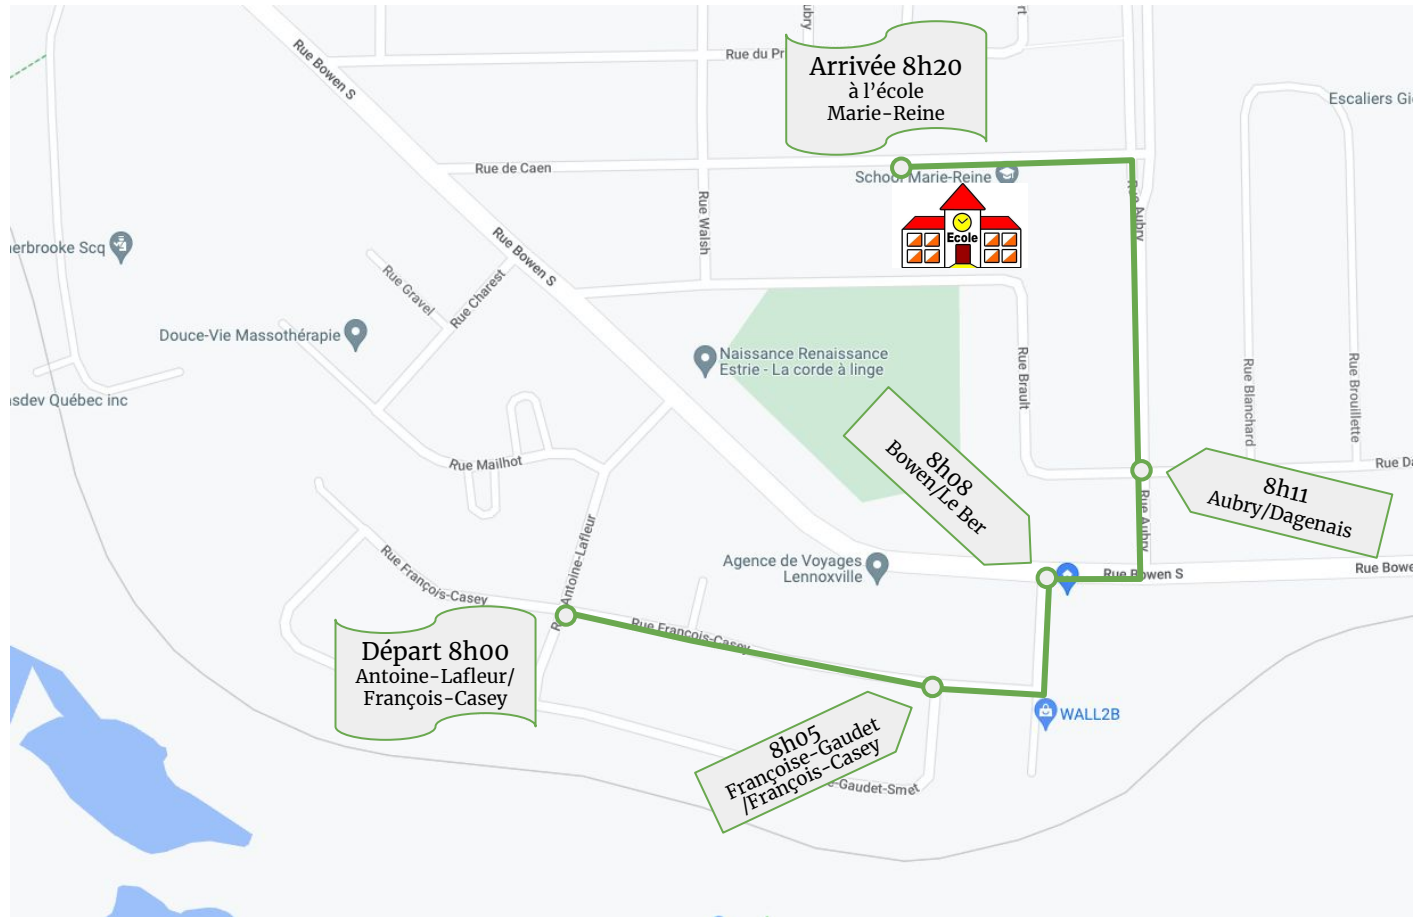 Rue Bowen S
Rue du Pr
Arrivée 8h20
à l'école
Marie-Reine
Escaliers Gi
Rue de Caen
School Marie-Reine
Rue Aubry
Rue Walsh
Ecole
erbrooke Scq
Rue Bowen S
Rue Gravel
Rue Charest
Douce-Vie Massothérapie
Naissance Renaissance
Estrie - La corde à linge
Rue Brault
Rue Blanchard
Rue Brouillette
sdev Québec inc
Rue Mailhot
8h08
Bowen/Le Ber
Rue Da
8h11
Aubry/Dagenais
Rue Aubry
Antoine-Lafleur
Agence de Voyages
Lennoxville
Rue Bowen S
Rue Bowe
Rue François-Casey
Rue François-Casey
Départ 8h00
Antoine-Lafleur/
François-Casey
WALL2B
8h05
Françoise-Gaudet
/François-Casey
e-Gaudet-Smet